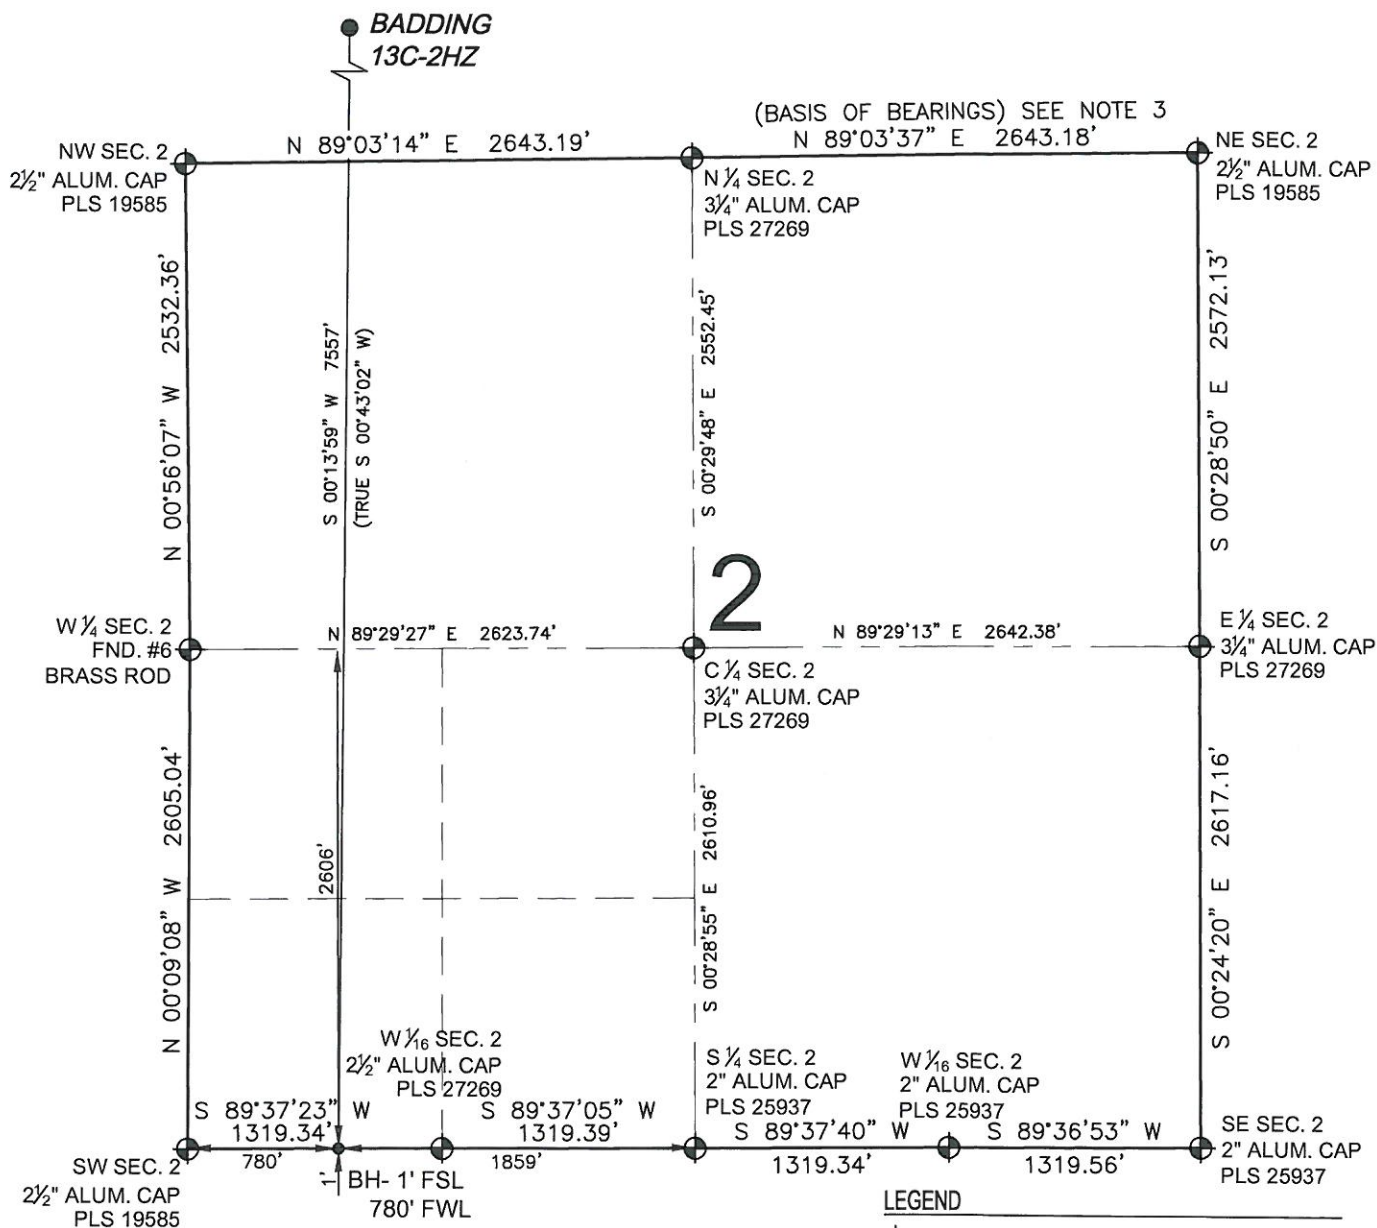 BADDING
13C-2HZ
(BASIS OF BEARINGS) SEE NOTE 3
N 89°03'14" E 2643.19'
N 89°03'37" E 2643.18'
NW SEC. 2
2½" ALUM. CAP
PLS 19585
N ¼ SEC. 2
3¼" ALUM. CAP
PLS 27269
NE SEC. 2
2½" ALUM. CAP
PLS 19585
N 00°56'07" W 2532.36'
S 00°13'59" W 7557'
(TRUE S 00°43'02" W)
S 00°29'48" E 2552.45'
S 00°28'50" E 2572.13'
2
W ¼ SEC. 2
FND. #6
BRASS ROD
N 89°29'27" E 2623.74'
N 89°29'13" E 2642.38'
C ¼ SEC. 2
3¼" ALUM. CAP
PLS 27269
E ¼ SEC. 2
3¼" ALUM. CAP
PLS 27269
N 00°09'08" W 2605.04'
2606'
S 00°28'55" E 2610.96'
S 00°24'20" E 2617.16'
W 1⁄16 SEC. 2
2½" ALUM. CAP
PLS 27269
S ¼ SEC. 2
2" ALUM. CAP
PLS 25937
W 1⁄16 SEC. 2
2" ALUM. CAP
PLS 25937
S 89°37'23" W
1319.34'
S 89°37'05" W
1319.39'
S 89°37'40" W
1319.34'
S 89°36'53" W
1319.56'
SE SEC. 2
2" ALUM. CAP
PLS 25937
780'
1859'
SW SEC. 2
2½" ALUM. CAP
PLS 19585
1'
BH- 1' FSL
780' FWL
LEGEND